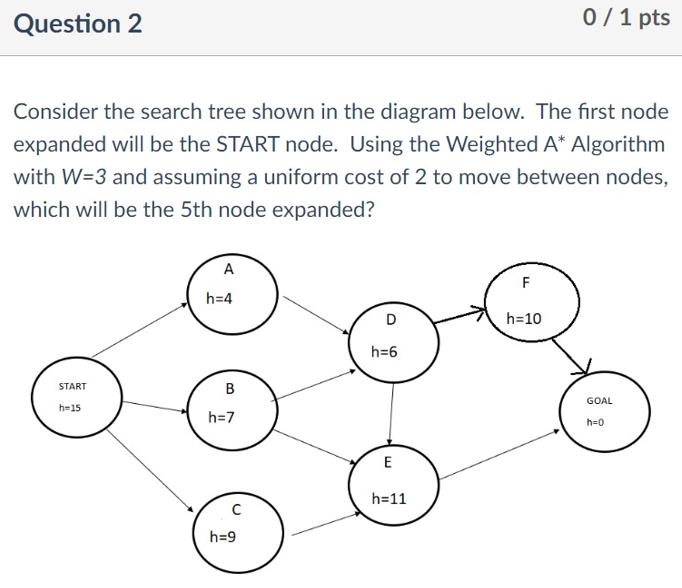 Question 2
0 / 1 pts
Consider the search tree shown in the diagram below. The first node
expanded will be the START node. Using the Weighted A* Algorithm
with W=3 and assuming a uniform cost of 2 to move between nodes,
which will be the 5th node expanded?
A
h=4
F
h=10
D
h=6
START
h=15
B
h=7
GOAL
h=0
E
h=11
C
h=9